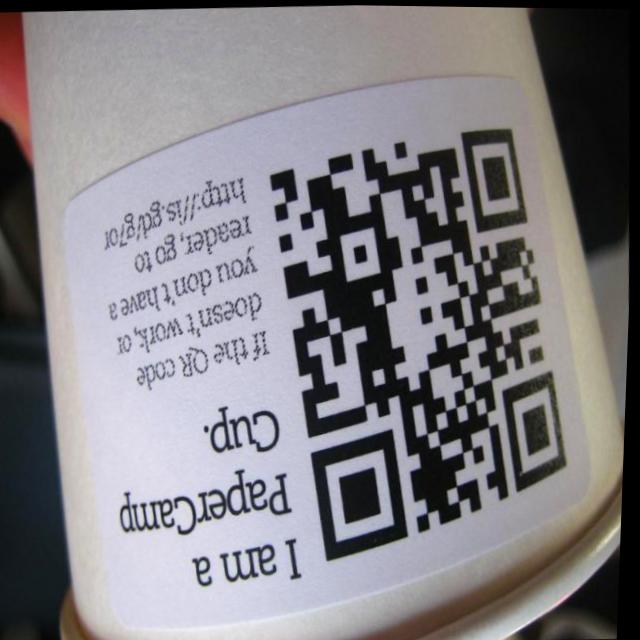 I am a
PaperCamp
Cup.
If the QR code
doesn't work, or
you don't have a
reader, go to
http://is.gd/g7or